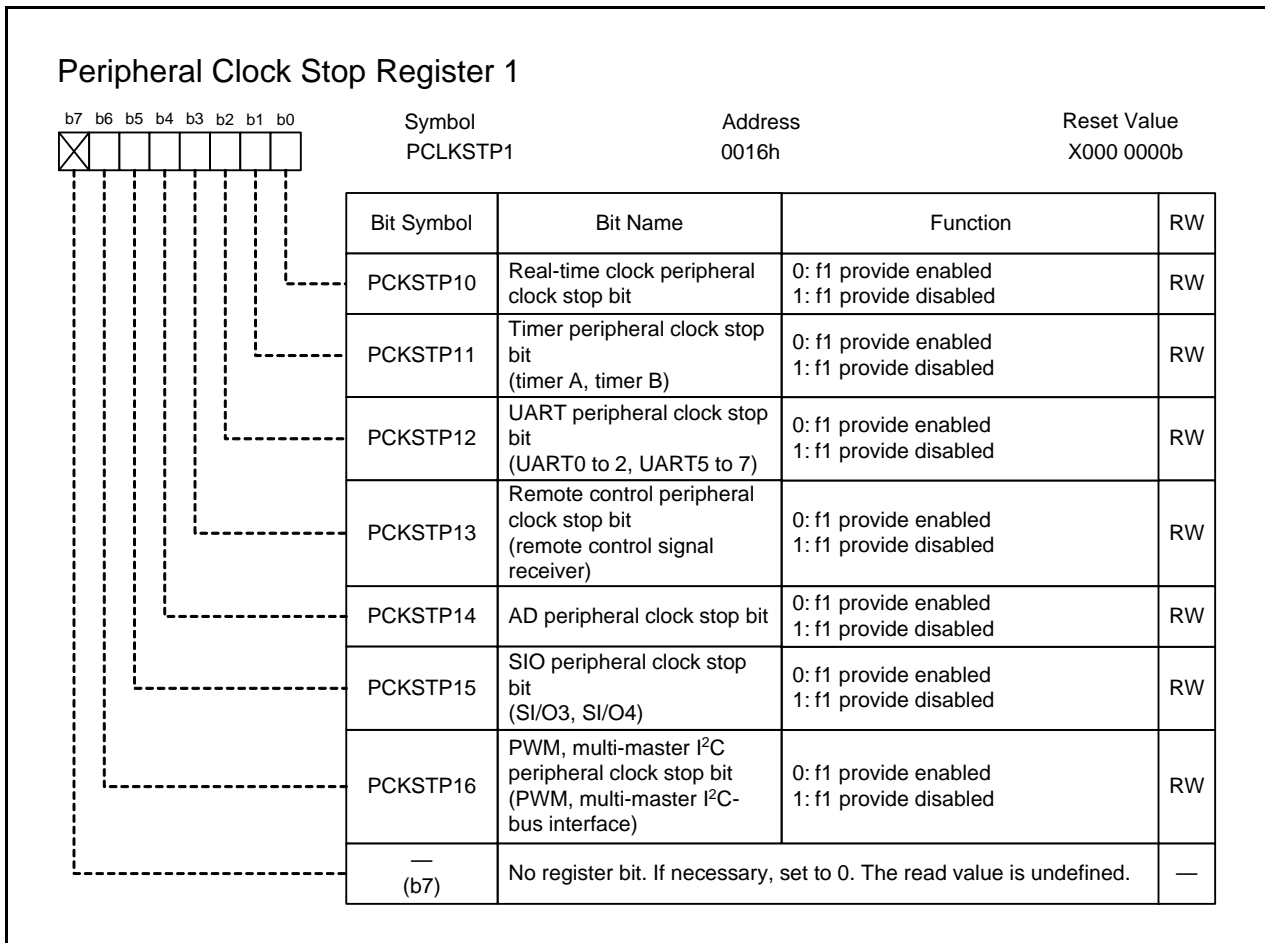 Peripheral Clock Stop Register 1
b7 b6 b5 b4 b3 b2 b1 b0
Symbol Address Reset Value
PCLKSTP1 0016h X000 0000b
Bit Symbol Bit Name Function RW
PCKSTP10 Real-time clock peripheral clock stop bit 0: f1 provide enabled 1: f1 provide disabled RW
PCKSTP11 Timer peripheral clock stop bit (timer A, timer B) 0: f1 provide enabled 1: f1 provide disabled RW
PCKSTP12 UART peripheral clock stop bit (UART0 to 2, UART5 to 7) 0: f1 provide enabled 1: f1 provide disabled RW
PCKSTP13 Remote control peripheral clock stop bit (remote control signal receiver) 0: f1 provide enabled 1: f1 provide disabled RW
PCKSTP14 AD peripheral clock stop bit 0: f1 provide enabled 1: f1 provide disabled RW
PCKSTP15 SIO peripheral clock stop bit (SI/O3, SI/O4) 0: f1 provide enabled 1: f1 provide disabled RW
PCKSTP16 PWM, multi-master I²C peripheral clock stop bit (PWM, multi-master I²C-bus interface) 0: f1 provide enabled 1: f1 provide disabled RW
— (b7) No register bit. If necessary, set to 0. The read value is undefined. —